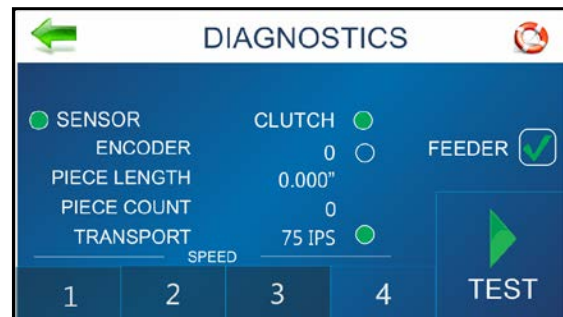 DIAGNOSTICS
SENSOR CLUTCH
ENCODER 0 FEEDER
PIECE LENGTH 0.000"
PIECE COUNT 0
TRANSPORT 75 IPS
SPEED
1 2 3 4 TEST